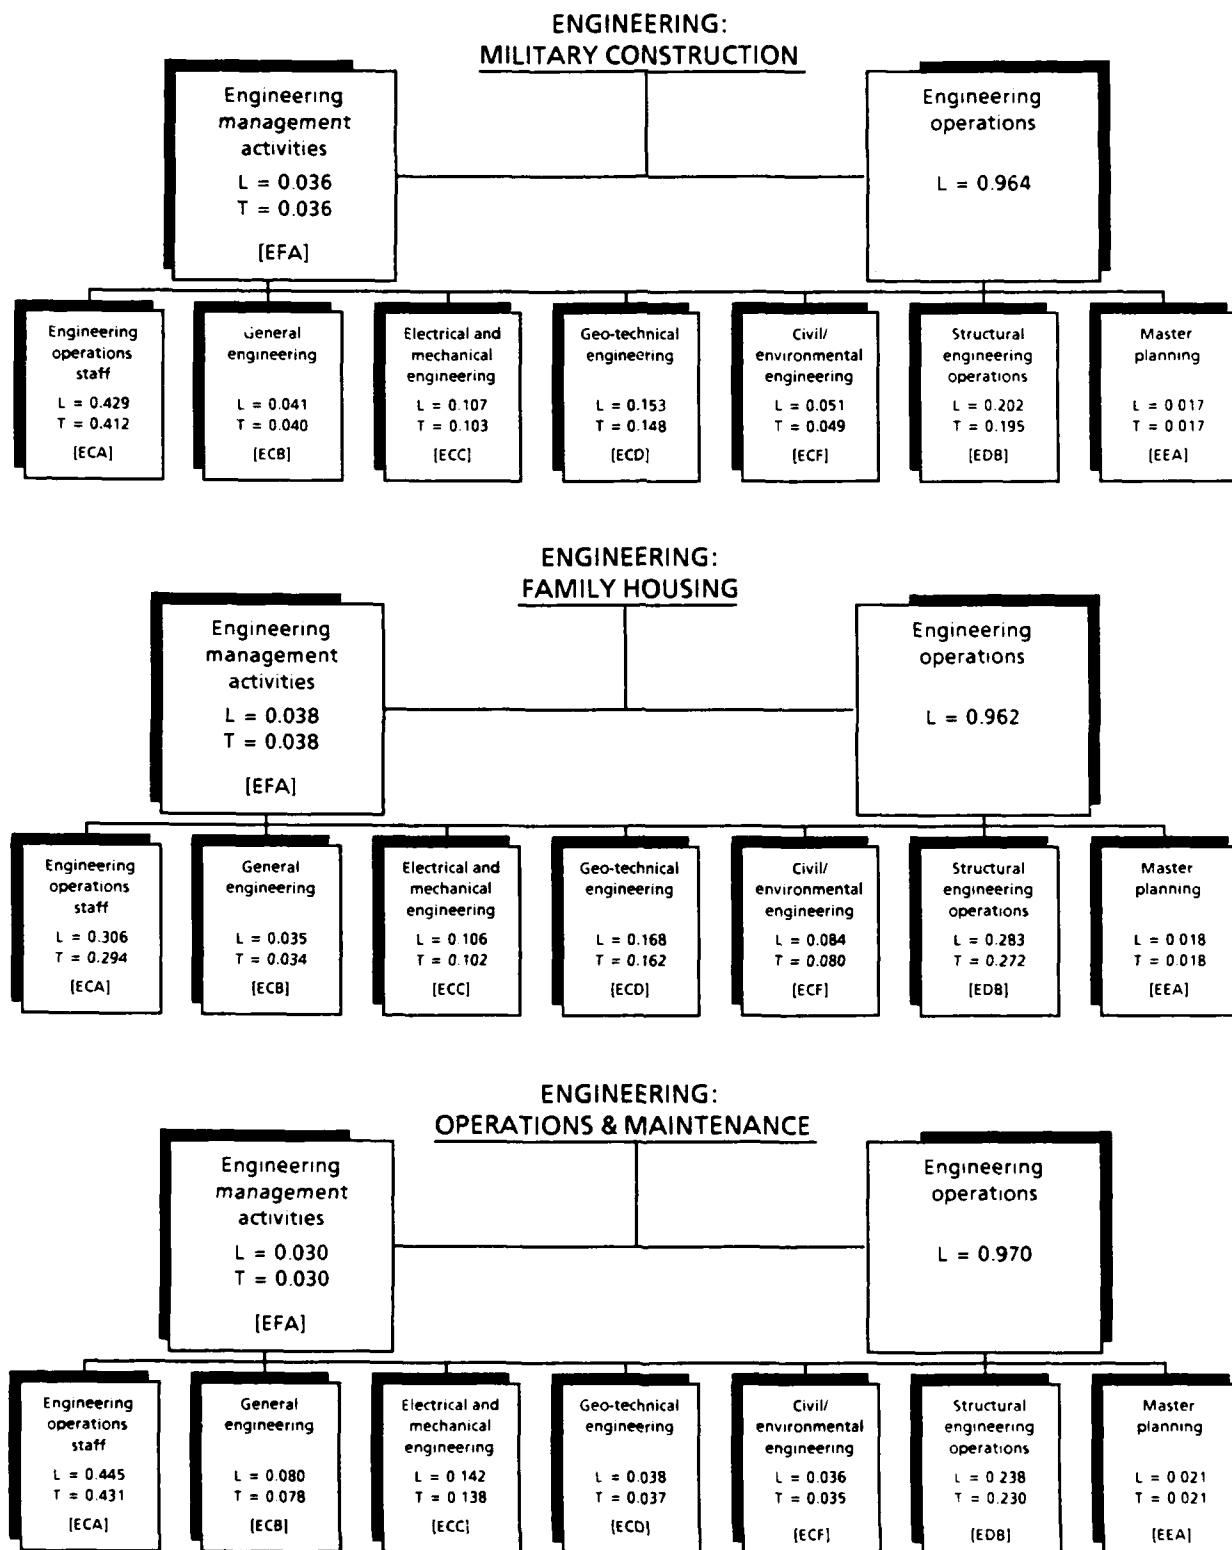 ENGINEERING:
MILITARY CONSTRUCTION
Engineering
management
activities
L = 0.036
T = 0.036
[EFA]
Engineering
operations
L = 0.964
Engineering
operations
staff
L = 0.429
T = 0.412
[ECA]
General
engineering
L = 0.041
T = 0.040
[ECB]
Electrical and
mechanical
engineering
L = 0.107
T = 0.103
[ECC]
Geo-technical
engineering
L = 0.153
T = 0.148
[ECD]
Civil/
environmental
engineering
L = 0.051
T = 0.049
[ECF]
Structural
engineering
operations
L = 0.202
T = 0.195
[EDB]
Master
planning
L = 0 017
T = 0.017
[EEA]
ENGINEERING:
FAMILY HOUSING
Engineering
management
activities
L = 0.038
T = 0.038
[EFA]
Engineering
operations
L = 0.962
Engineering
operations
staff
L = 0.306
T = 0.294
[ECA]
General
engineering
L = 0.035
T = 0.034
[ECB]
Electrical and
mechanical
engineering
L = 0.106
T = 0.102
[ECC]
Geo-technical
engineering
L = 0.168
T = 0.162
[ECD]
Civil/
environmental
engineering
L = 0.084
T = 0.080
[ECF]
Structural
engineering
operations
L = 0.283
T = 0.272
[EDB]
Master
planning
L = 0 018
T = 0.018
[EEA]
ENGINEERING:
OPERATIONS & MAINTENANCE
Engineering
management
activities
L = 0.030
T = 0.030
[EFA]
Engineering
operations
L = 0.970
Engineering
operations
staff
L = 0.445
T = 0.431
[ECA]
General
engineering
L = 0.080
T = 0.078
[ECB]
Electrical and
mechanical
engineering
L = 0 142
T = 0 138
[ECC]
Geo-technical
engineering
L = 0.038
T = 0.037
[ECD]
Civil/
environmental
engineering
L = 0.036
T = 0.035
[ECF]
Structural
engineering
operations
L = 0.238
T = 0.230
[EDB]
Master
planning
L = 0 021
T = 0 021
[EEA]